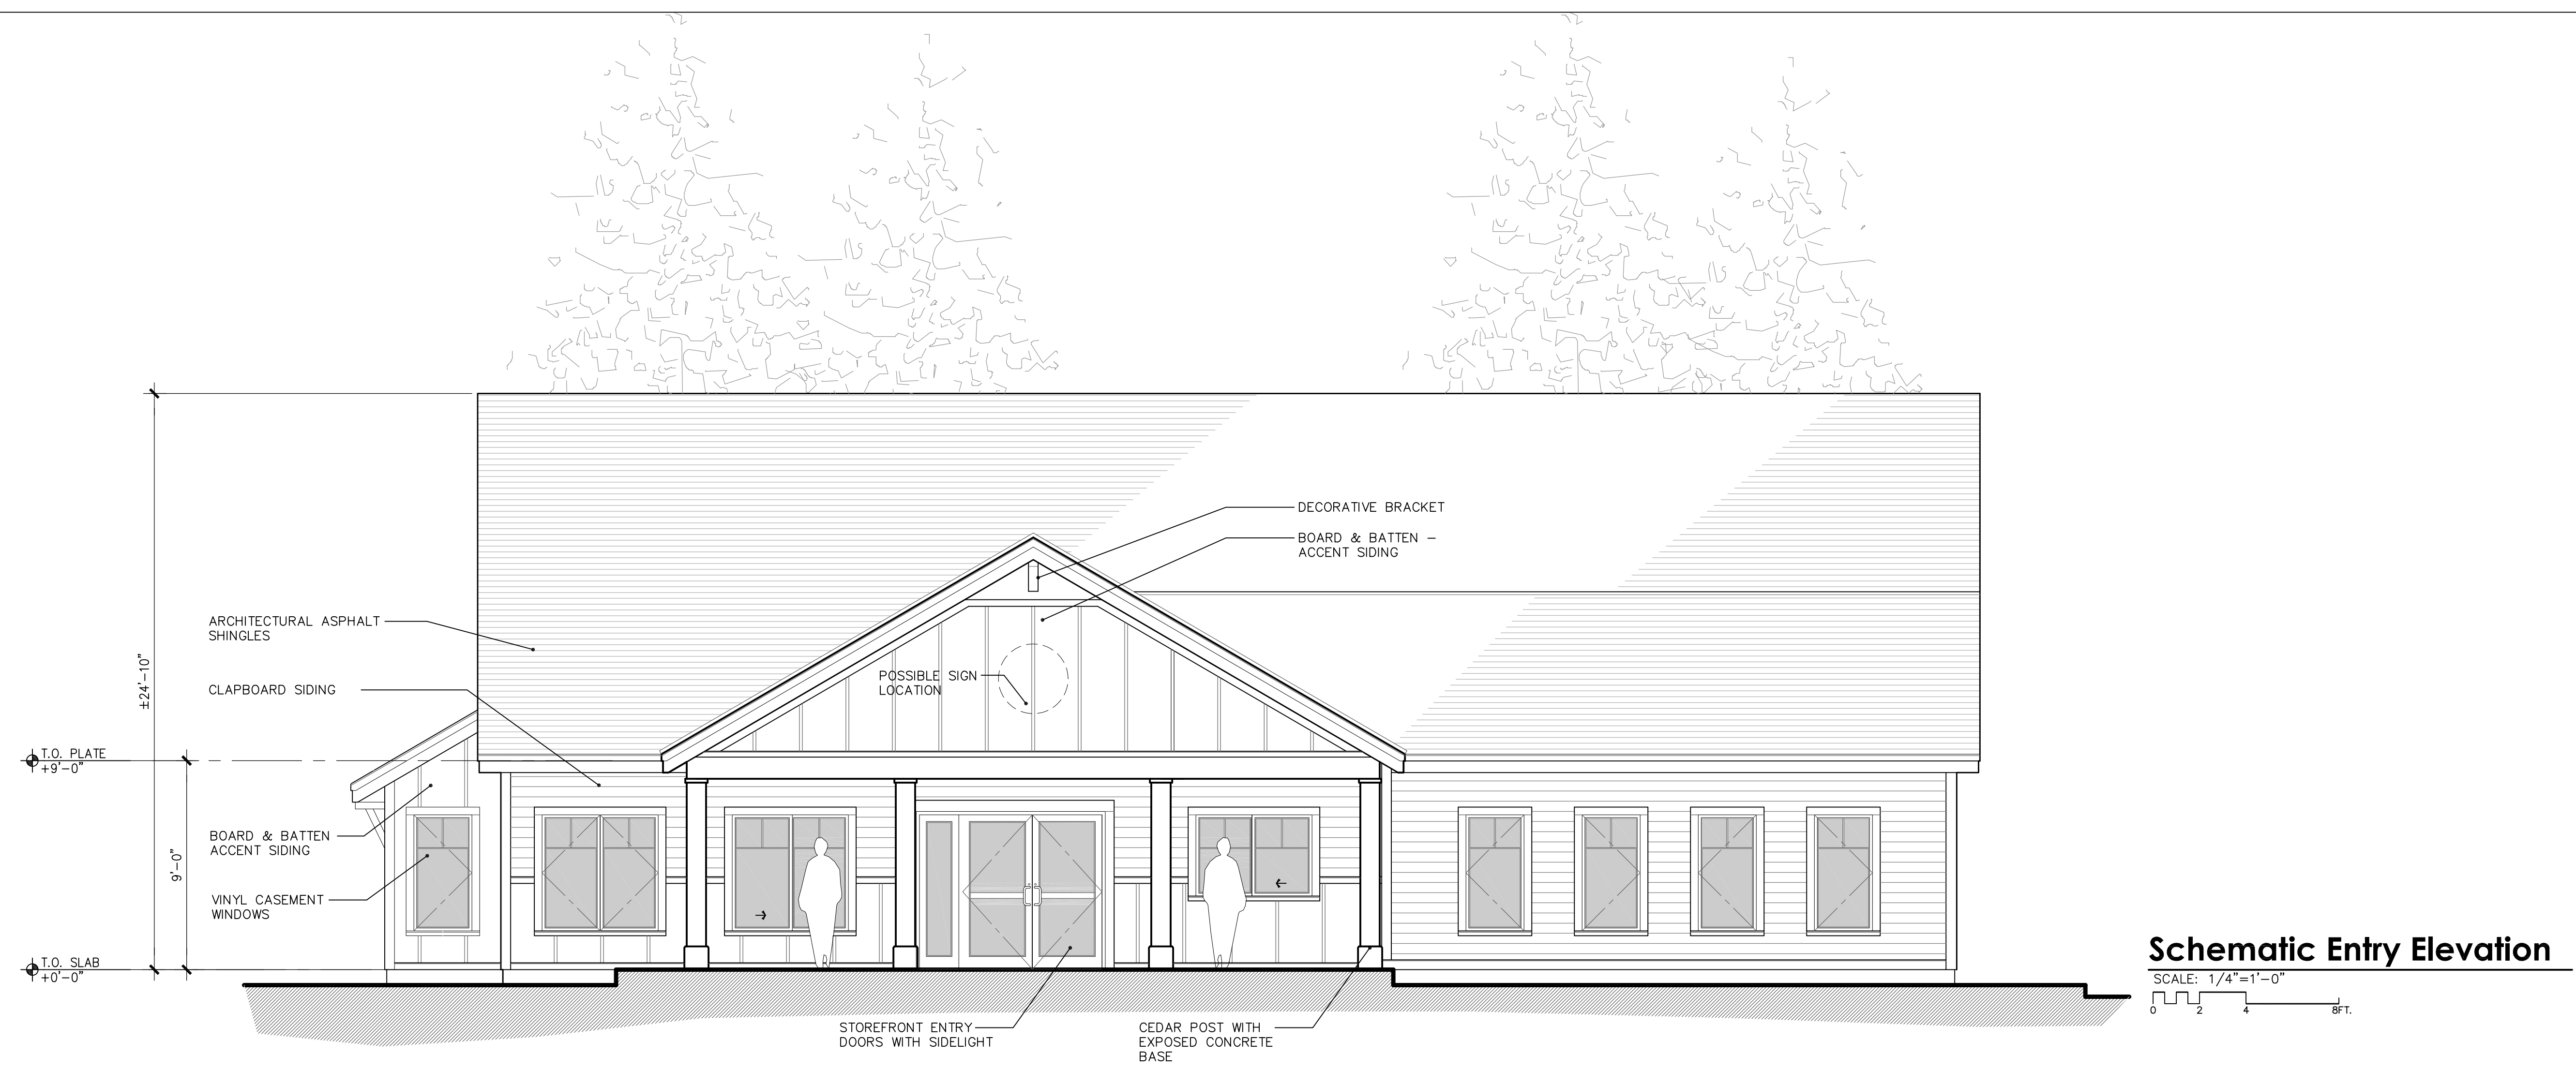 DECORATIVE BRACKET
BOARD & BATTEN –
ACCENT SIDING
ARCHITECTURAL ASPHALT
SHINGLES
±24'–10"
CLAPBOARD SIDING
POSSIBLE SIGN
LOCATION
T.O. PLATE
+9'–0"
BOARD & BATTEN
ACCENT SIDING
9'–0"
VINYL CASEMENT
WINDOWS
T.O. SLAB
+0'–0"
STOREFRONT ENTRY
DOORS WITH SIDELIGHT
CEDAR POST WITH
EXPOSED CONCRETE
BASE
Schematic Entry Elevation
SCALE: 1/4"=1'–0"
0 2 4 8FT.